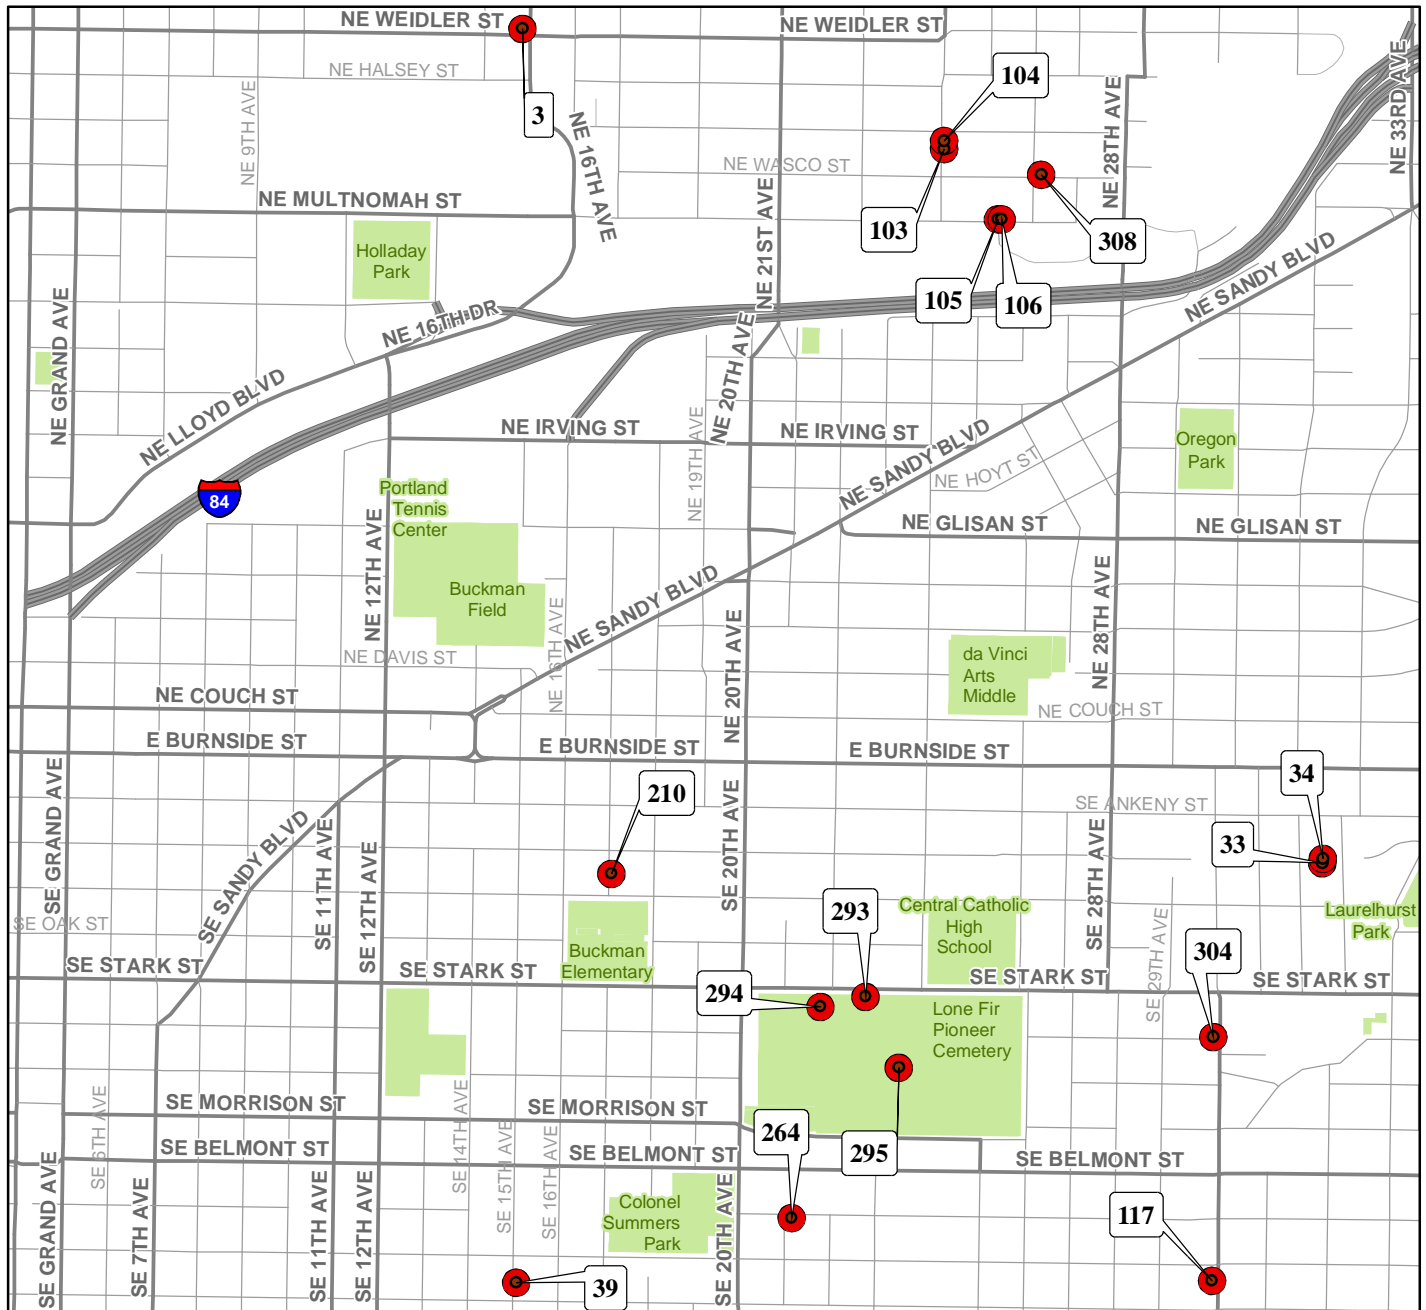 NE WEIDLER ST
NE WEIDLER ST
NE HALSEY ST
3
104
NE 9TH AVE
NE 16TH AVE
NE 28TH AVE
NE 33RD AVE
NE WASCO ST
NE MULTNOMAH ST
NE 21ST AVE
103
308
Holladay
Park
105
106
NE SANDY BLVD
NE GRAND AVE
NE 16TH DR
NE LLOYD BLVD
NE 20TH AVE
NE IRVING ST
NE IRVING ST
NE 19TH AVE
NE SANDY BLVD
NE HOYT ST
Oregon
Park
84
Portland
Tennis
Center
NE 12TH AVE
NE GLISAN ST
NE GLISAN ST
Buckman
Field
NE SANDY BLVD
NE 16TH AVE
NE 20TH AVE
NE 28TH AVE
NE DAVIS ST
da Vinci
Arts
Middle
NE COUCH ST
NE COUCH ST
E BURNSIDE ST
E BURNSIDE ST
E BURNSIDE ST
34
SE GRAND AVE
210
SE 20TH AVE
SE ANKENY ST
33
SE SANDY BLVD
SE 11TH AVE
SE 12TH AVE
SE 28TH AVE
293
Central Catholic
High
School
Laurelhurst
Park
SE OAK ST
Buckman
Elementary
SE 29TH AVE
304
SE STARK ST
SE STARK ST
SE STARK ST
SE STARK ST
294
Lone Fir
Pioneer
Cemetery
SE 6TH AVE
SE MORRISON ST
SE 14TH AVE
SE MORRISON ST
264
295
SE BELMONT ST
SE 15TH AVE
SE 16TH AVE
SE BELMONT ST
SE BELMONT ST
SE GRAND AVE
SE 7TH AVE
SE 11TH AVE
SE 12TH AVE
Colonel
Summers
Park
SE 20TH AVE
117
39